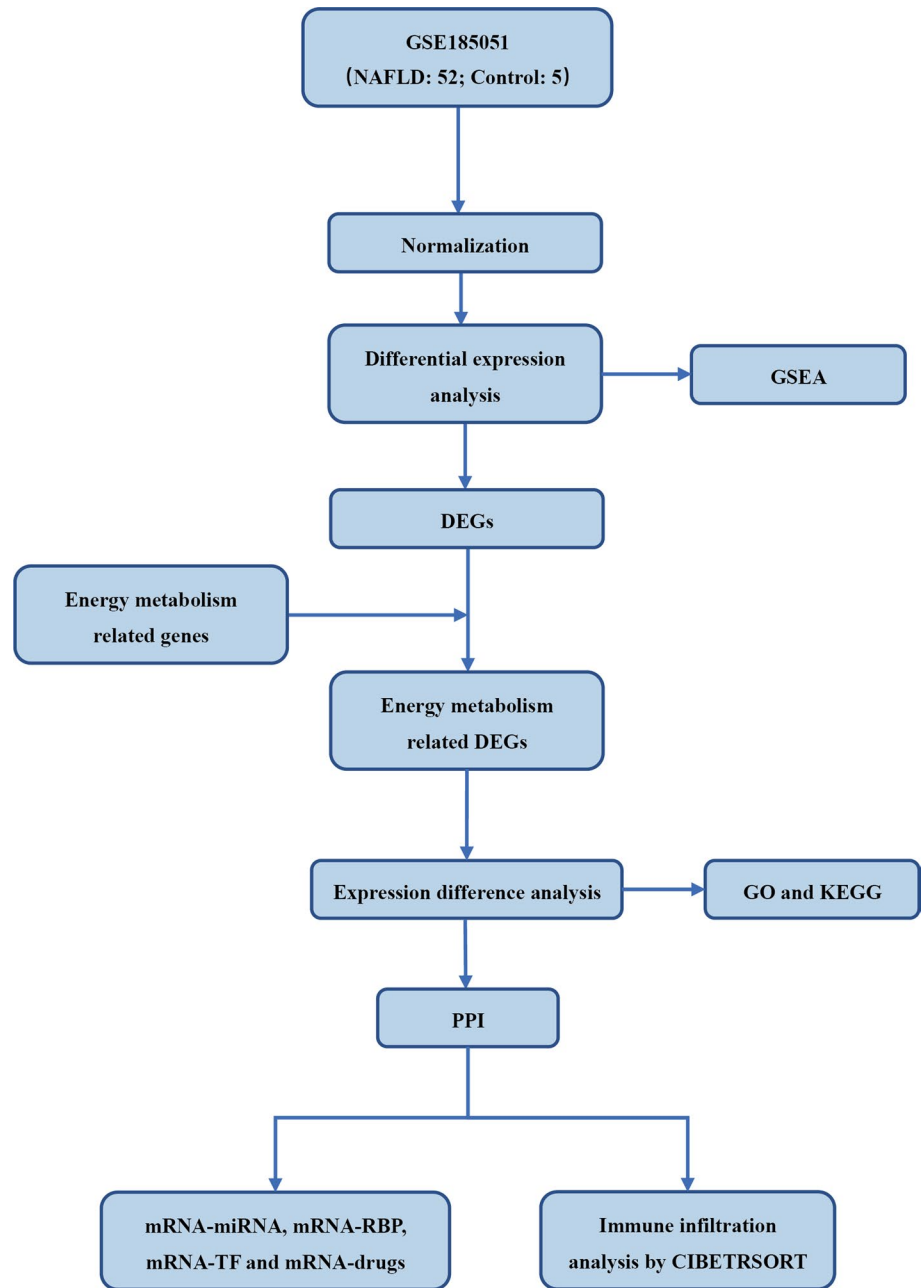 GSE185051
(NAFLD: 52; Control: 5)
Normalization
Differential expression
analysis
GSEA
DEGs
Energy metabolism
related genes
Energy metabolism
related DEGs
Expression difference analysis
GO and KEGG
PPI
mRNA-miRNA, mRNA-RBP,
mRNA-TF and mRNA-drugs
Immune infiltration
analysis by CIBETRSORT